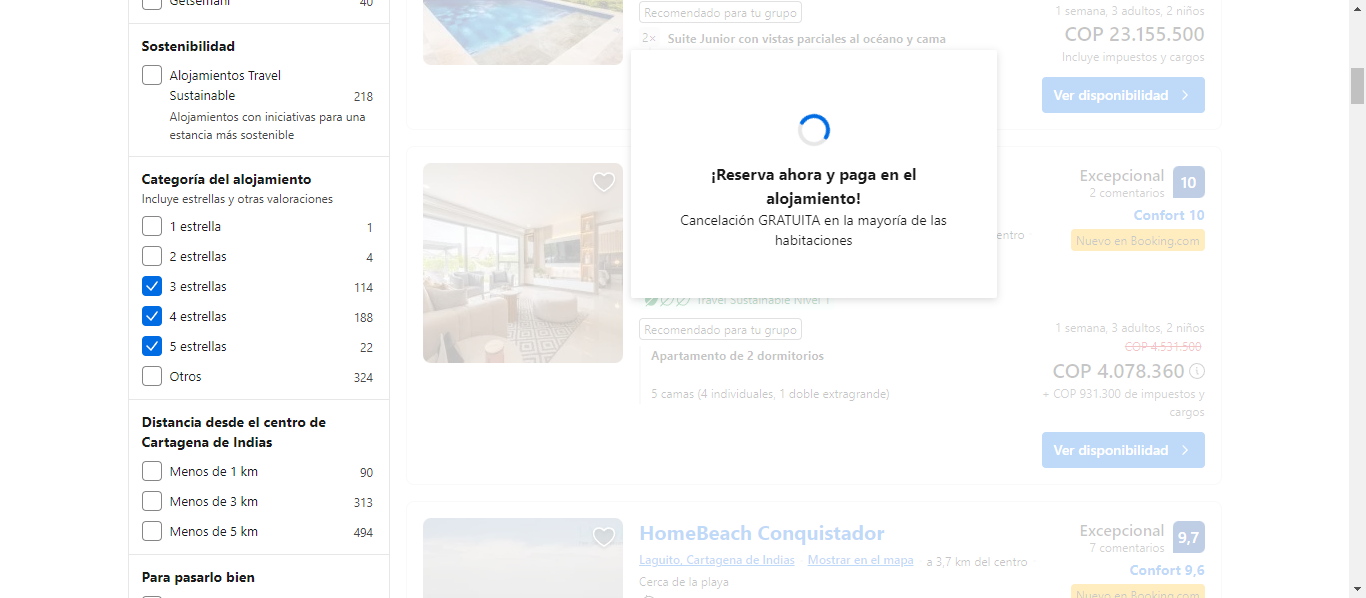 Getsemaní
40
Sostenibilidad
Alojamientos Travel
Sustainable
218
Alojamientos con iniciativas para una
estancia más sostenible
Categoría del alojamiento
Incluye estrellas y otras valoraciones
1 estrella
1
2 estrellas
4
3 estrellas
114
4 estrellas
188
5 estrellas
22
Otros
324
Distancia desde el centro de
Cartagena de Indias
Menos de 1 km
90
Menos de 3 km
313
Menos de 5 km
494
Para pasarlo bien
Recomendado para tu grupo
2× Suite Junior con vistas parciales al océano y cama
1 semana, 3 adultos, 2 niños
COP 23.155.500
Incluye impuestos y cargos
Ver disponibilidad
¡Reserva ahora y paga en el
alojamiento!
Cancelación GRATUITA en la mayoría de las
habitaciones
Excepcional
2 comentarios
10
Confort 10
entro
Nuevo en Booking.com
Travel Sustainable Nivel 1
Recomendado para tu grupo
Apartamento de 2 dormitorios
5 camas (4 individuales, 1 doble extragrande)
1 semana, 3 adultos, 2 niños
COP 4.531.500
COP 4.078.360
+ COP 931.300 de impuestos y
cargos
Ver disponibilidad
HomeBeach Conquistador
Laguito, Cartagena de Indias
Mostrar en el mapa
a 3,7 km del centro
Cerca de la playa
Excepcional
7 comentarios
9,7
Confort 9,6
Nuevo en Booking.com